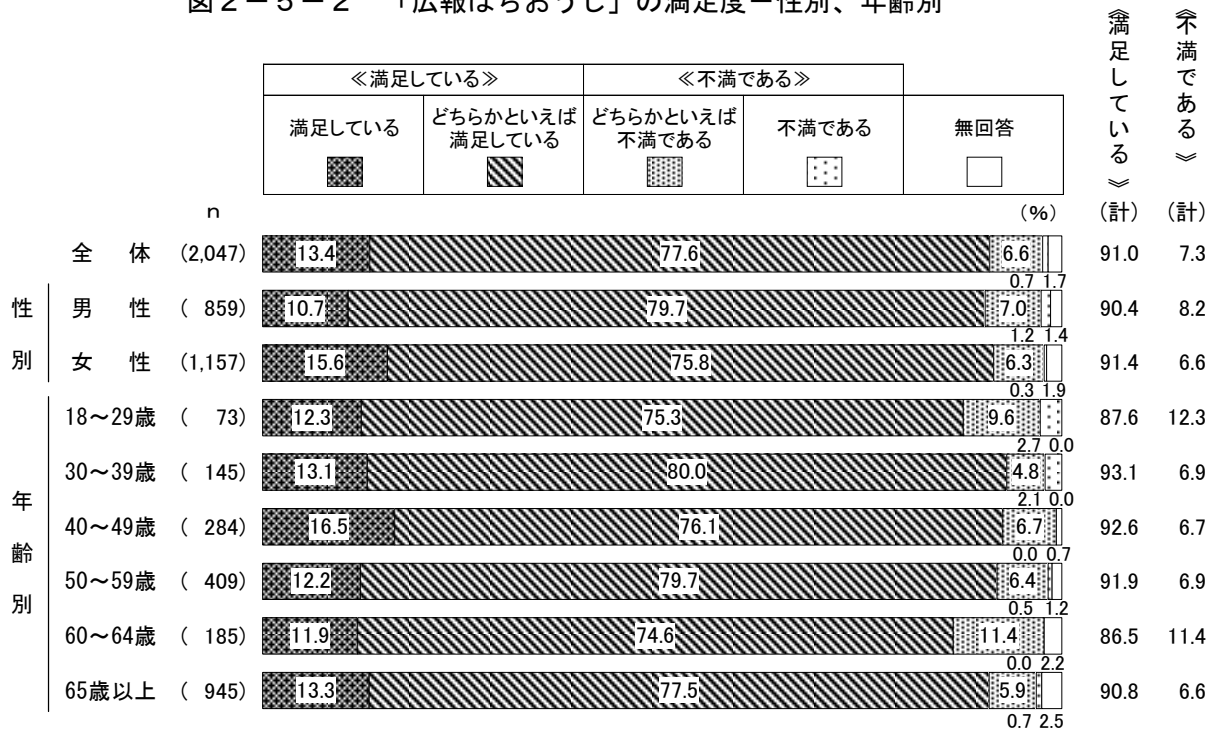 図２－５－２　「広報はちおうじ」の満足度－性別、年齢別
≪満足している≫ ≪不満である≫
満足している どちらかといえば満足している どちらかといえば不満である 不満である 無回答
ｎ （％） ≪満足している≫（計） ≪不満である≫（計）
全　体 (2,047) 13.4 77.6 6.6 91.0 7.3
0.7 1.7
性別
男　性 ( 859) 10.7 79.7 7.0 90.4 8.2
1.2 1.4
女　性 (1,157) 15.6 75.8 6.3 91.4 6.6
0.3 1.9
年齢別
18～29歳 ( 73) 12.3 75.3 9.6 87.6 12.3
2.7 0.0
30～39歳 ( 145) 13.1 80.0 4.8 93.1 6.9
2.1 0.0
40～49歳 ( 284) 16.5 76.1 6.7 92.6 6.7
0.0 0.7
50～59歳 ( 409) 12.2 79.7 6.4 91.9 6.9
0.5 1.2
60～64歳 ( 185) 11.9 74.6 11.4 86.5 11.4
0.0 2.2
65歳以上 ( 945) 13.3 77.5 5.9 90.8 6.6
0.7 2.5